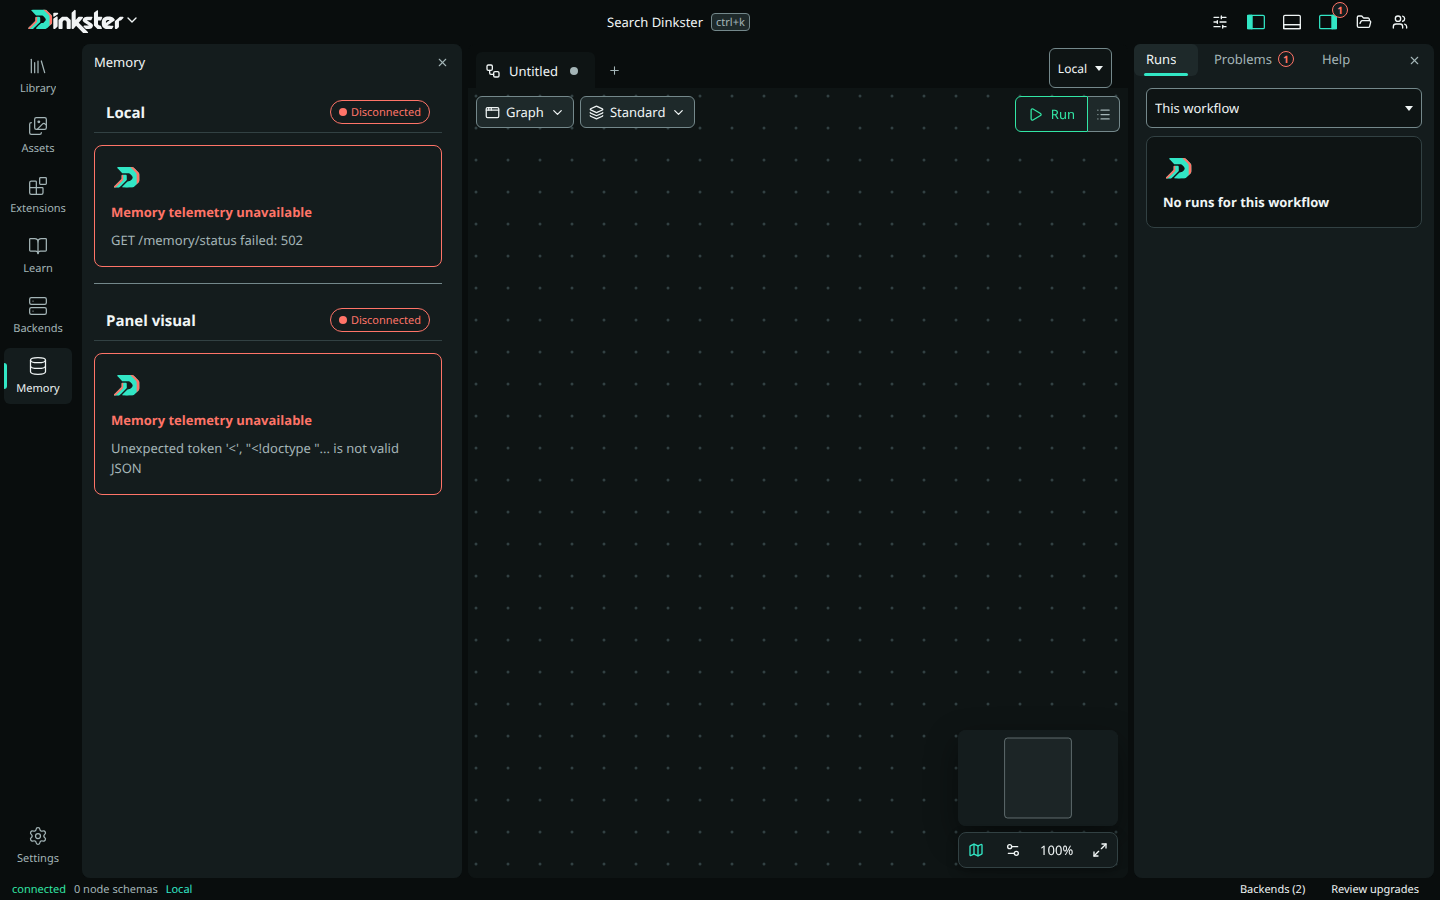 Dinkster
Search Dinkster ctrl+k
1
Library
Assets
Extensions
Learn
Backends
Memory
Settings
Memory
Local
Disconnected
Memory telemetry unavailable
GET /memory/status failed: 502
Panel visual
Disconnected
Memory telemetry unavailable
Unexpected token '<', "<!doctype "... is not valid
JSON
Untitled
Local
Graph
Standard
Run
100%
Runs
Problems 1
Help
This workflow
No runs for this workflow
connected 0 node schemas Local
Backends (2) Review upgrades